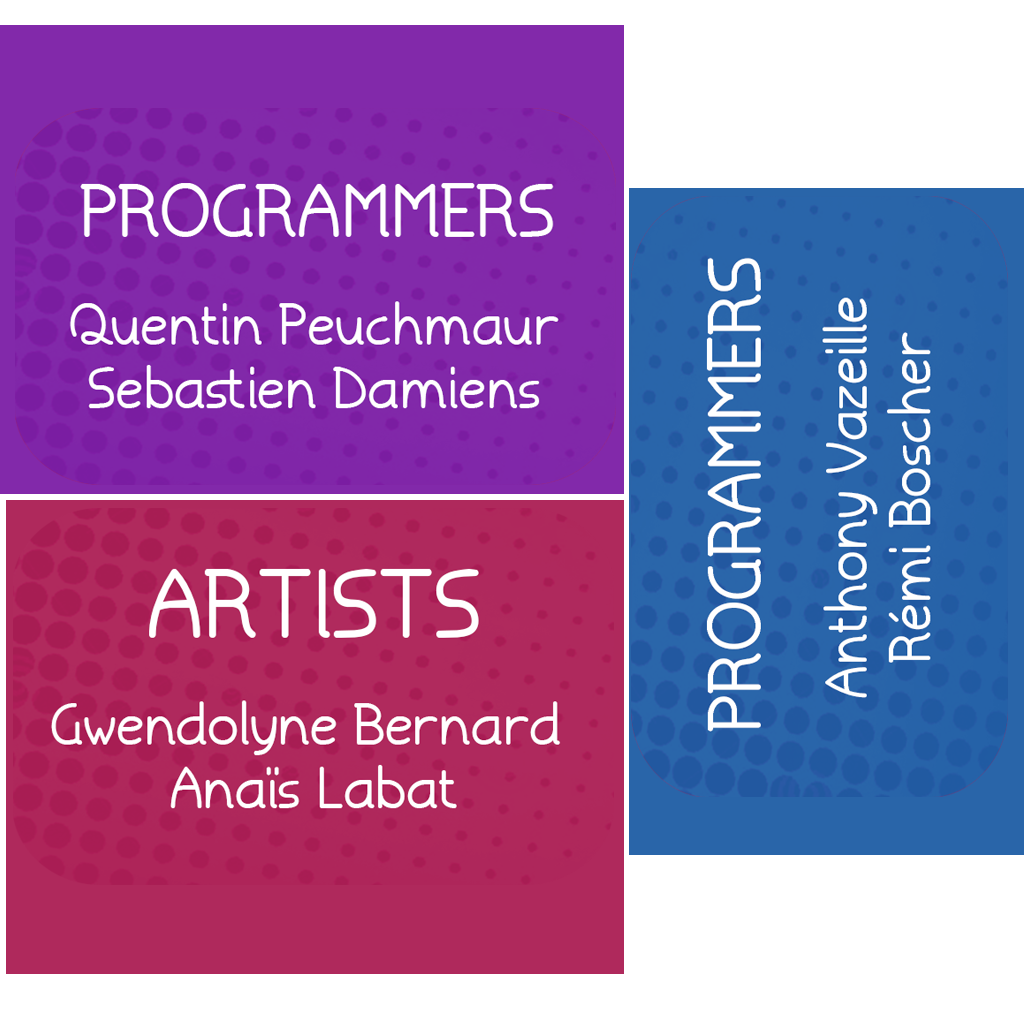 PROGRAMMERS
Quentin Peuchmaur
Sebastien Damiens
ARTISTS
Gwendolyne Bernard
Anaïs Labat
PROGRAMMERS
Anthony Vazeille
Rémi Boscher